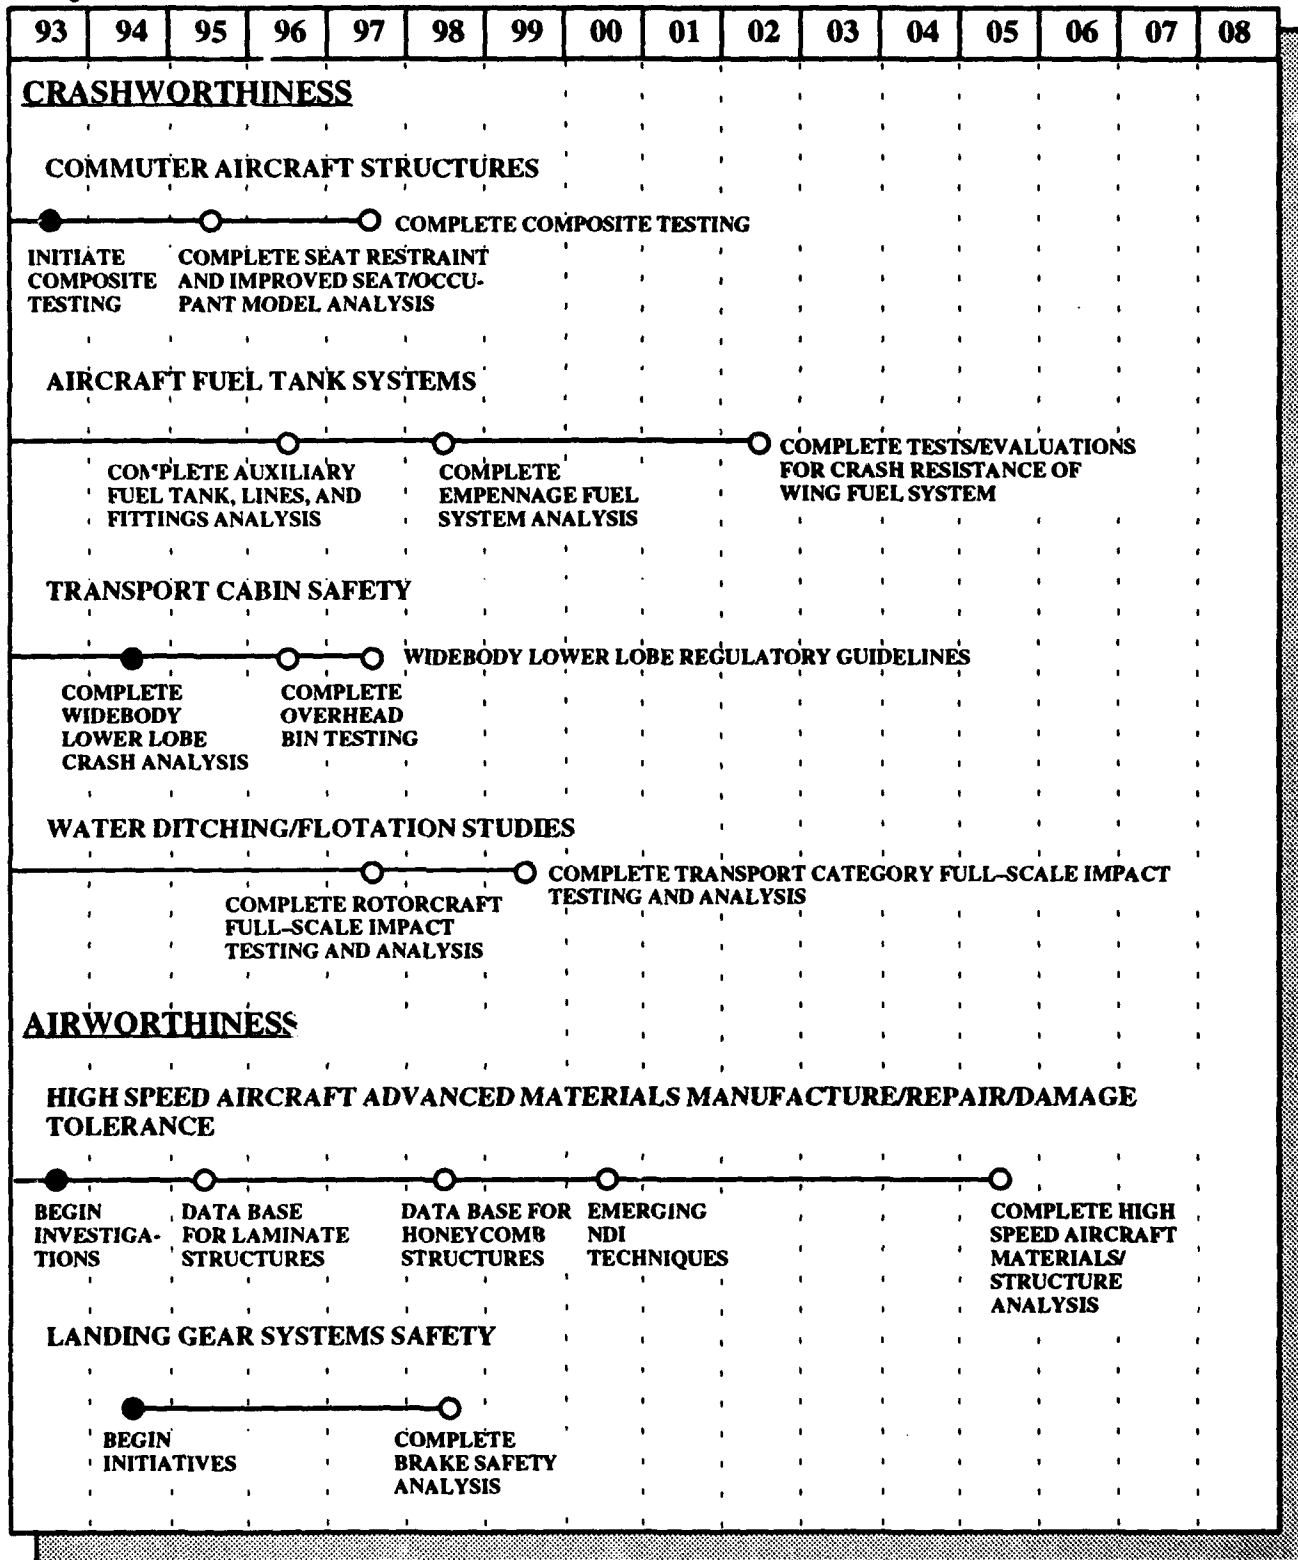 93 94 95 96 97 98 99 00 01 02 03 04 05 06 07 08
CRASHWORTHINESS
COMMUTER AIRCRAFT STRUCTURES
COMPLETE COMPOSITE TESTING
INITIATE
COMPOSITE
TESTING
COMPLETE SEAT RESTRAINT
AND IMPROVED SEAT/OCCU-
PANT MODEL ANALYSIS
AIRCRAFT FUEL TANK SYSTEMS
COMPLETE AUXILIARY
FUEL TANK, LINES, AND
FITTINGS ANALYSIS
COMPLETE
EMPENNAGE FUEL
SYSTEM ANALYSIS
COMPLETE TESTS/EVALUATIONS
FOR CRASH RESISTANCE OF
WING FUEL SYSTEM
TRANSPORT CABIN SAFETY
WIDEBODY LOWER LOBE REGULATORY GUIDELINES
COMPLETE
WIDEBODY
LOWER LOBE
CRASH ANALYSIS
COMPLETE
OVERHEAD
BIN TESTING
WATER DITCHING/FLOTATION STUDIES
COMPLETE ROTORCRAFT
FULL-SCALE IMPACT
TESTING AND ANALYSIS
COMPLETE TRANSPORT CATEGORY FULL-SCALE IMPACT
TESTING AND ANALYSIS
AIRWORTHINESS
HIGH SPEED AIRCRAFT ADVANCED MATERIALS MANUFACTURE/REPAIR/DAMAGE
TOLERANCE
BEGIN
INVESTIGA-
TIONS
DATA BASE
FOR LAMINATE
STRUCTURES
DATA BASE FOR
HONEYCOMB
STRUCTURES
EMERGING
NDI
TECHNIQUES
COMPLETE HIGH
SPEED AIRCRAFT
MATERIALS/
STRUCTURE
ANALYSIS
LANDING GEAR SYSTEMS SAFETY
BEGIN
INITIATIVES
COMPLETE
BRAKE SAFETY
ANALYSIS